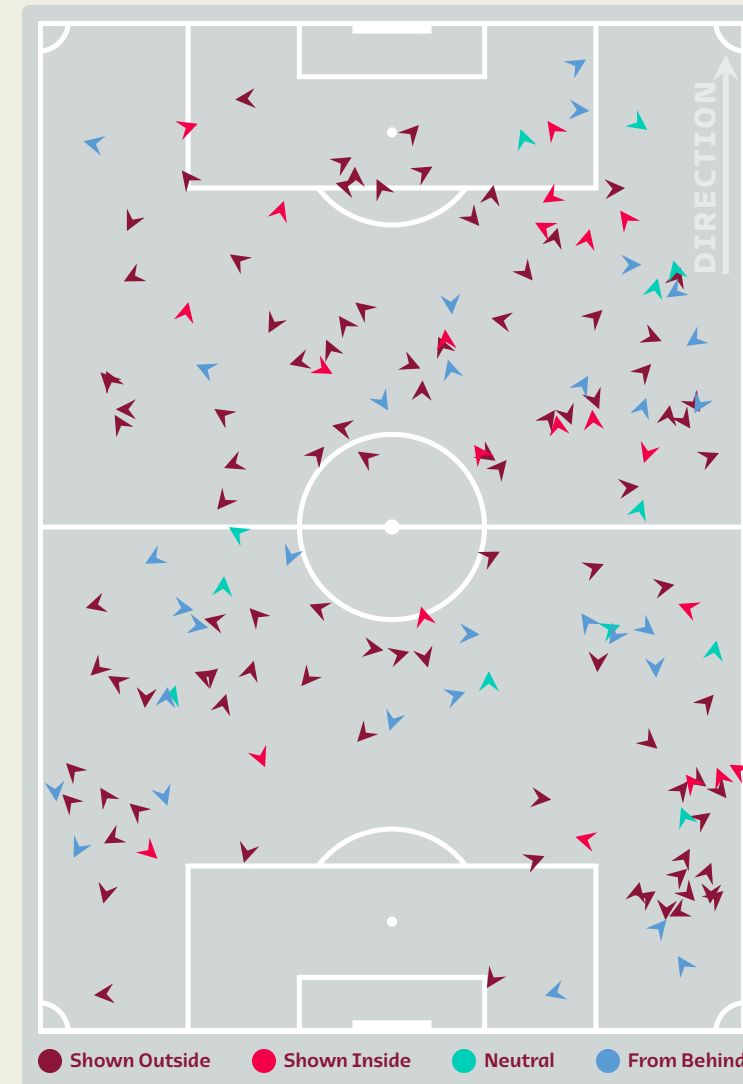 DIRECTION
Shown Outside
Shown Inside
Neutral
From Behind